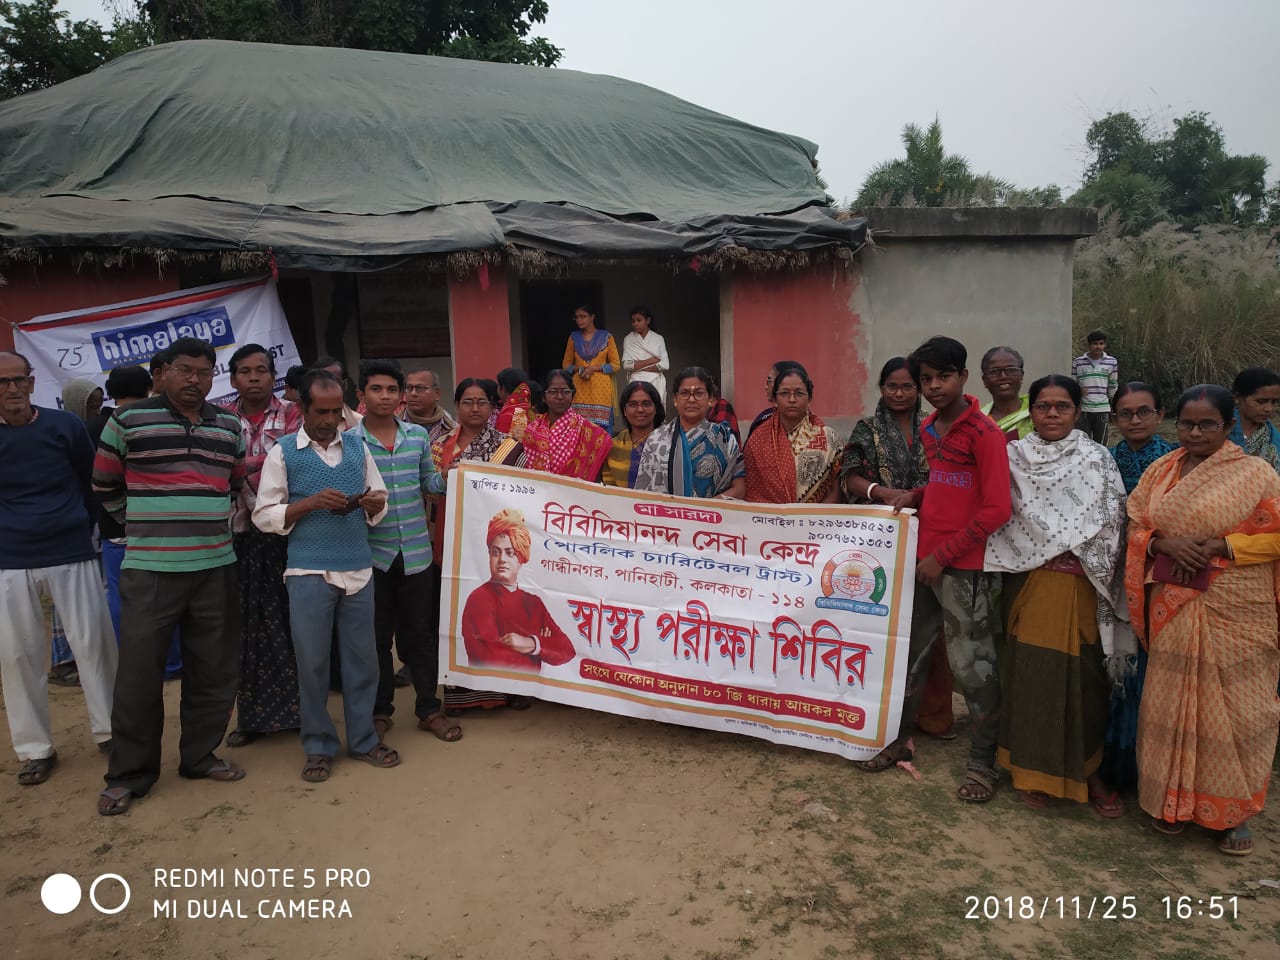 75
himalaya
স্থাপিত : ১৯৯৬
মা সারদা
মোবাইল : ৮২৯৬৩৮৪৫২৩
৯০০৭৬২১৩৫৩
বিবিদিষানন্দ সেবা কেন্দ্র
(পাবলিক চ্যারিটেবল ট্রাস্ট)
গান্ধীনগর, পানিহাটী, কলকাতা - ১১৪
বিবিদিষানন্দ সেবা কেন্দ্র
স্বাস্থ্য পরীক্ষা শিবির
সংঘে যেকোন অনুদান ৮০ জি ধারায় আয়কর মুক্ত
REDMI NOTE 5 PRO
MI DUAL CAMERA
2018/11/25 16:51